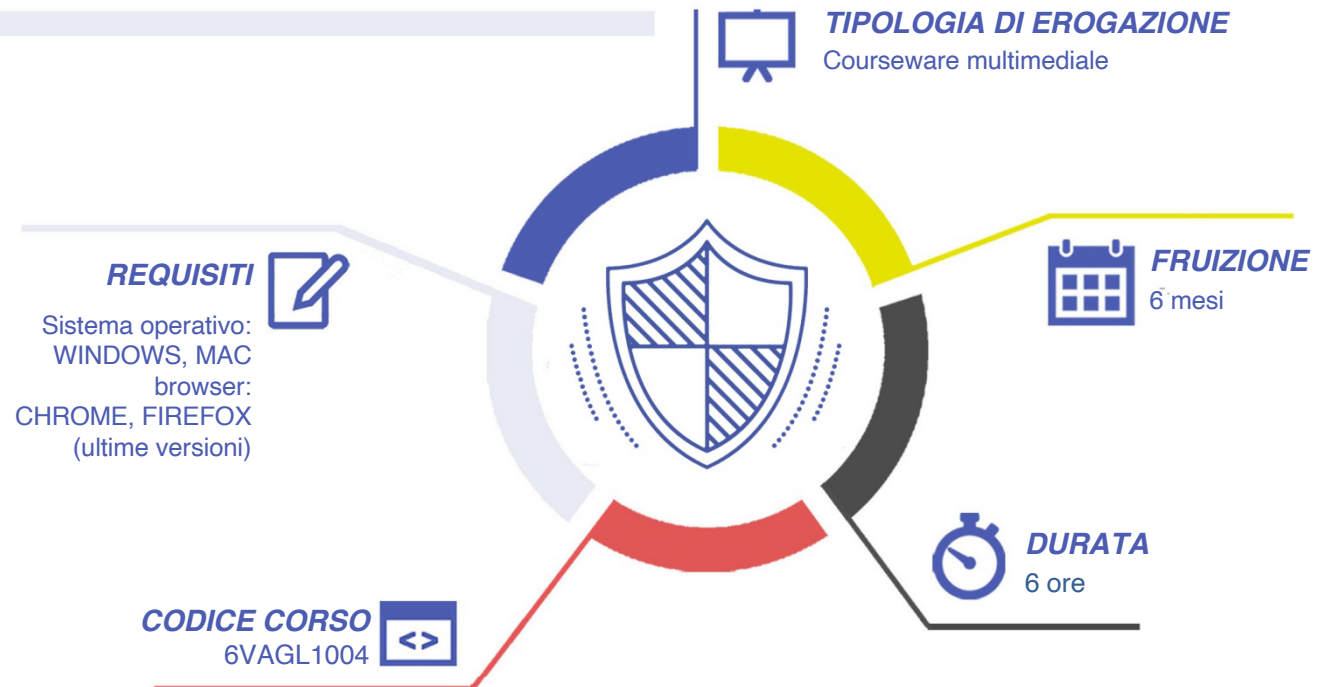 TIPOLOGIA DI EROGAZIONE
Courseware multimediale
REQUISITI
Sistema operativo:
WINDOWS, MAC
browser:
CHROME, FIREFOX
(ultime versioni)
FRUIZIONE
6 mesi
DURATA
6 ore
CODICE CORSO
6VAGL1004
<>